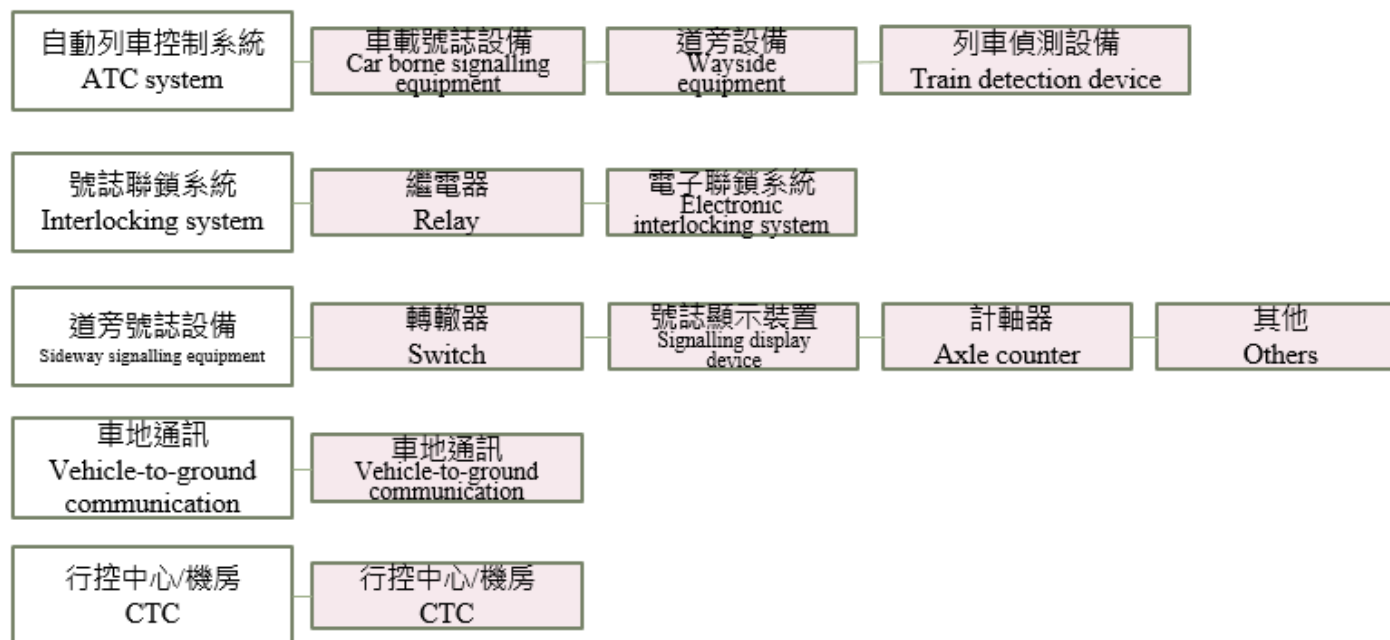 自動列車控制系統
ATC system
車載號誌設備
Car borne signalling
equipment
道旁設備
Wayside
equipment
列車偵測設備
Train detection device
號誌聯鎖系統
Interlocking system
繼電器
Relay
電子聯鎖系統
Electronic
interlocking system
道旁號誌設備
Sideway signalling equipment
轉轍器
Switch
號誌顯示裝置
Signalling display
device
計軸器
Axle counter
其他
Others
車地通訊
Vehicle-to-ground
communication
車地通訊
Vehicle-to-ground
communication
行控中心/機房
CTC
行控中心/機房
CTC